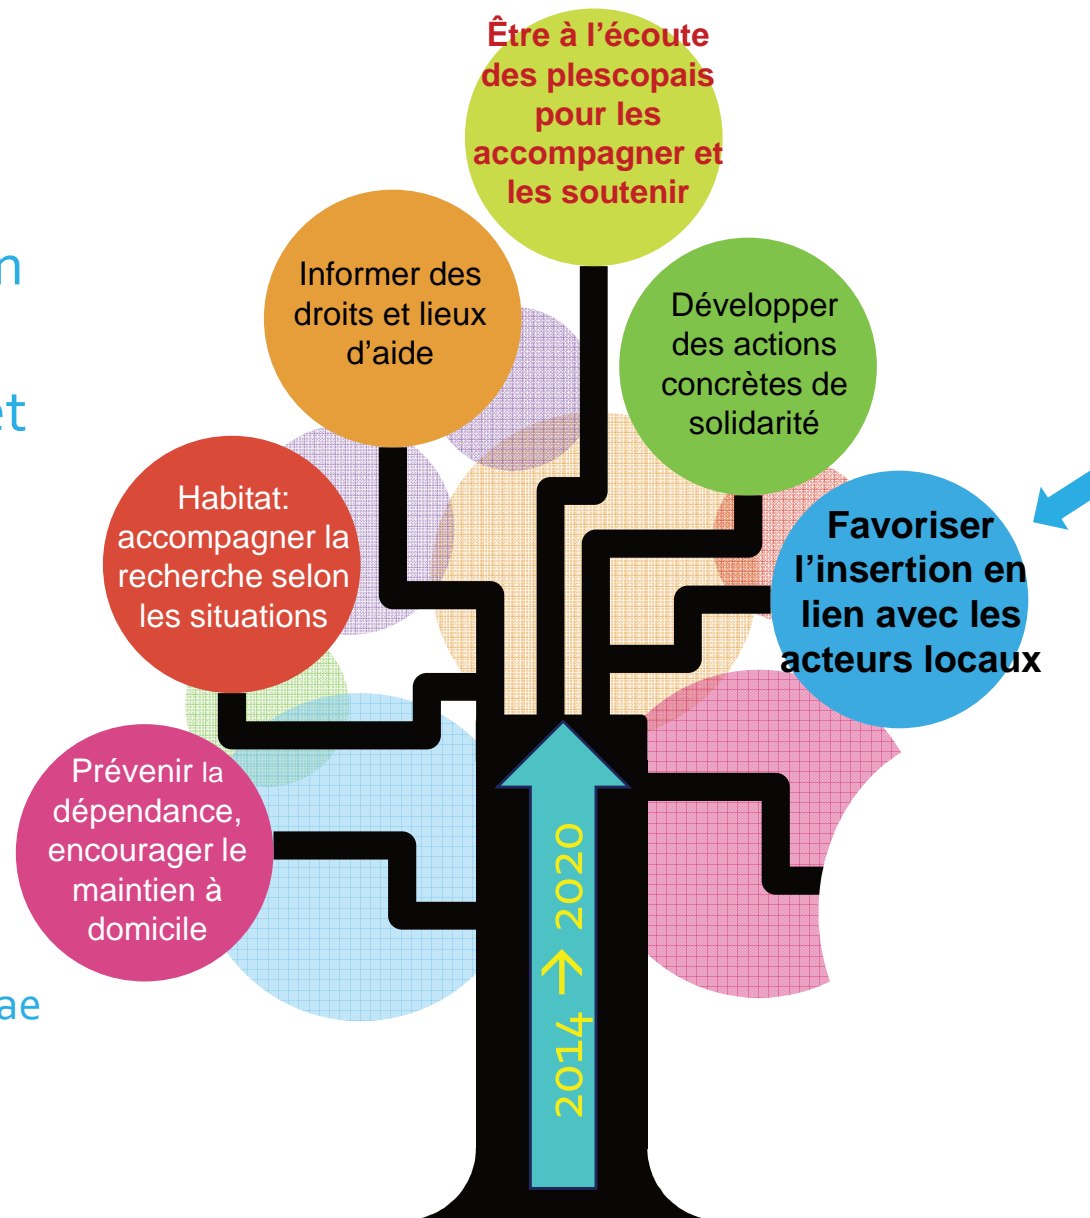 Être à l’écoute
des plescopais
pour les
accompagner et
les soutenir
Informer des
droits et lieux
d’aide
Développer
des actions
concrètes de
solidarité
Habitat:
accompagner la
recherche selon
les situations
Favoriser
l’insertion en
lien avec les
acteurs locaux
Prévenir la
dépendance,
encourager le
maintien à
domicile
2014 → 2020
n
et
ae